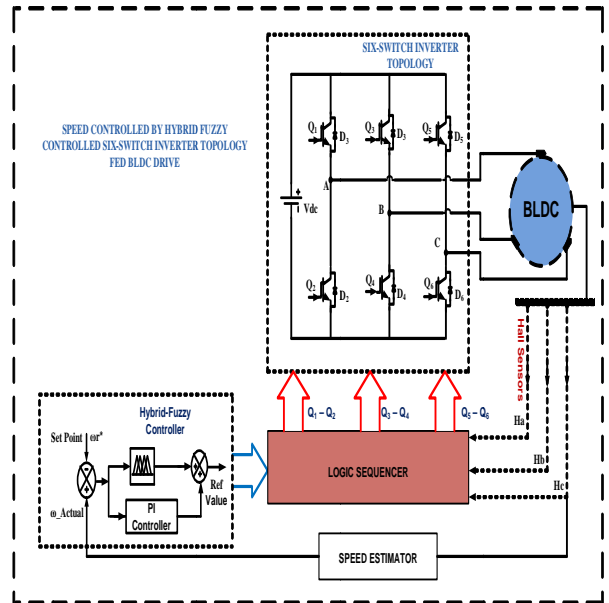 SIX-SWITCH INVERTER
TOPOLOGY
SPEED CONTROLLED BY HYBRID FUZZY
CONTROLLED SIX-SWITCH INVERTER TOPOLOGY
FED BLDC DRIVE
Q1
D3
Q3
D3
Q5
D5
A
Vdc
B
C
BLDC
Q2
D2
Q4
D4
Q6
D6
Hall Sensors
Q1 – Q2
Q3 – Q4
Q5 – Q6
Ha
Hb
Hc
Hybrid-Fuzzy
Controller
Set Point
ωr*
ω_Actual
PI
Controller
Ref
Value
LOGIC SEQUENCER
SPEED ESTIMATOR